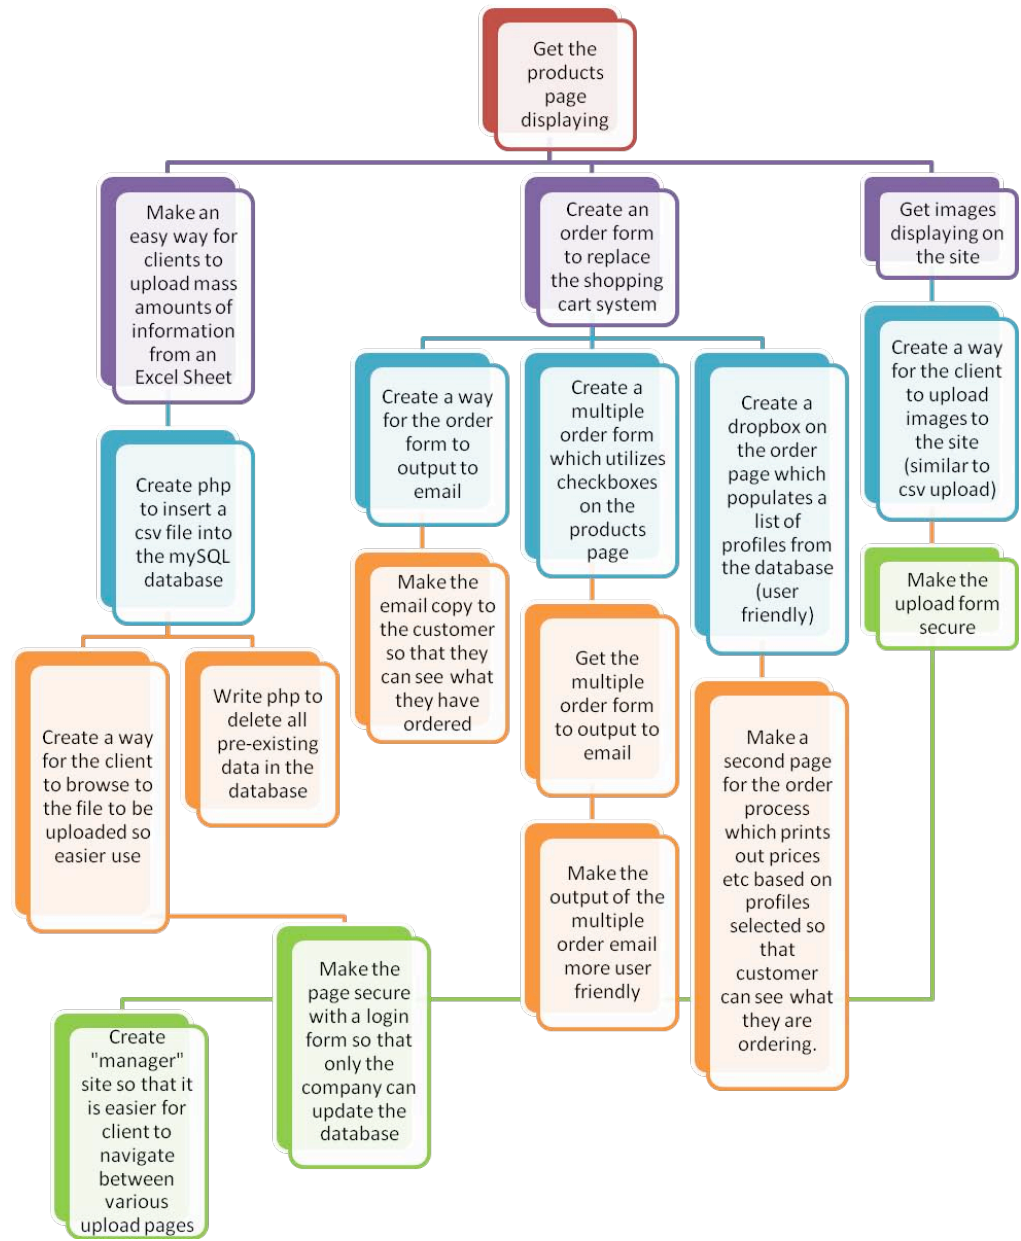 Get the
products
page
displaying
Make an
easy way for
clients to
upload mass
amounts of
information
from an
Excel Sheet
Create an
order form
to replace
the shopping
cart system
Get images
displaying on
the site
Create php
to insert a
csv file into
the mySQL
database
Create a way
for the order
form to
output to
email
Create a
multiple
order form
which utilizes
checkboxes
on the
products
page
Create a
dropbox on
the order
page which
populates a
list of
profiles from
the database
(user
friendly)
Create a way
for the client
to upload
images to
the site
(similar to
csv upload)
Create a way
for the client
to browse to
the file to be
uploaded so
easier use
Write php to
delete all
pre-existing
data in the
database
Make the
email copy to
the customer
so that they
can see what
they have
ordered
Get the
multiple
order form
to output to
email
Make a
second page
for the order
process
which prints
out prices
etc based on
profiles
selected so
that
customer
can see what
they are
ordering.
Make the
upload form
secure
Make the
output of the
multiple
order email
more user
friendly
Make the
page secure
with a login
form so that
only the
company can
update the
database
Create
"manager"
site so that it
is easier for
client to
navigate
between
various
upload pages